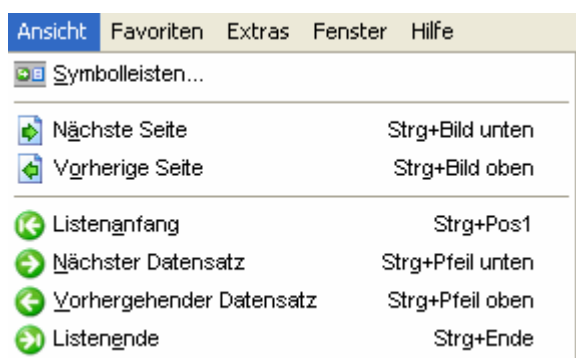 Ansicht Favoriten Extras Fenster Hilfe
Symbolleisten...
Nächste Seite Strg+Bild unten
Vorherige Seite Strg+Bild oben
Listenanfang Strg+Pos1
Nächster Datensatz Strg+Pfeil unten
Vorhergehender Datensatz Strg+Pfeil oben
Listenende Strg+Ende